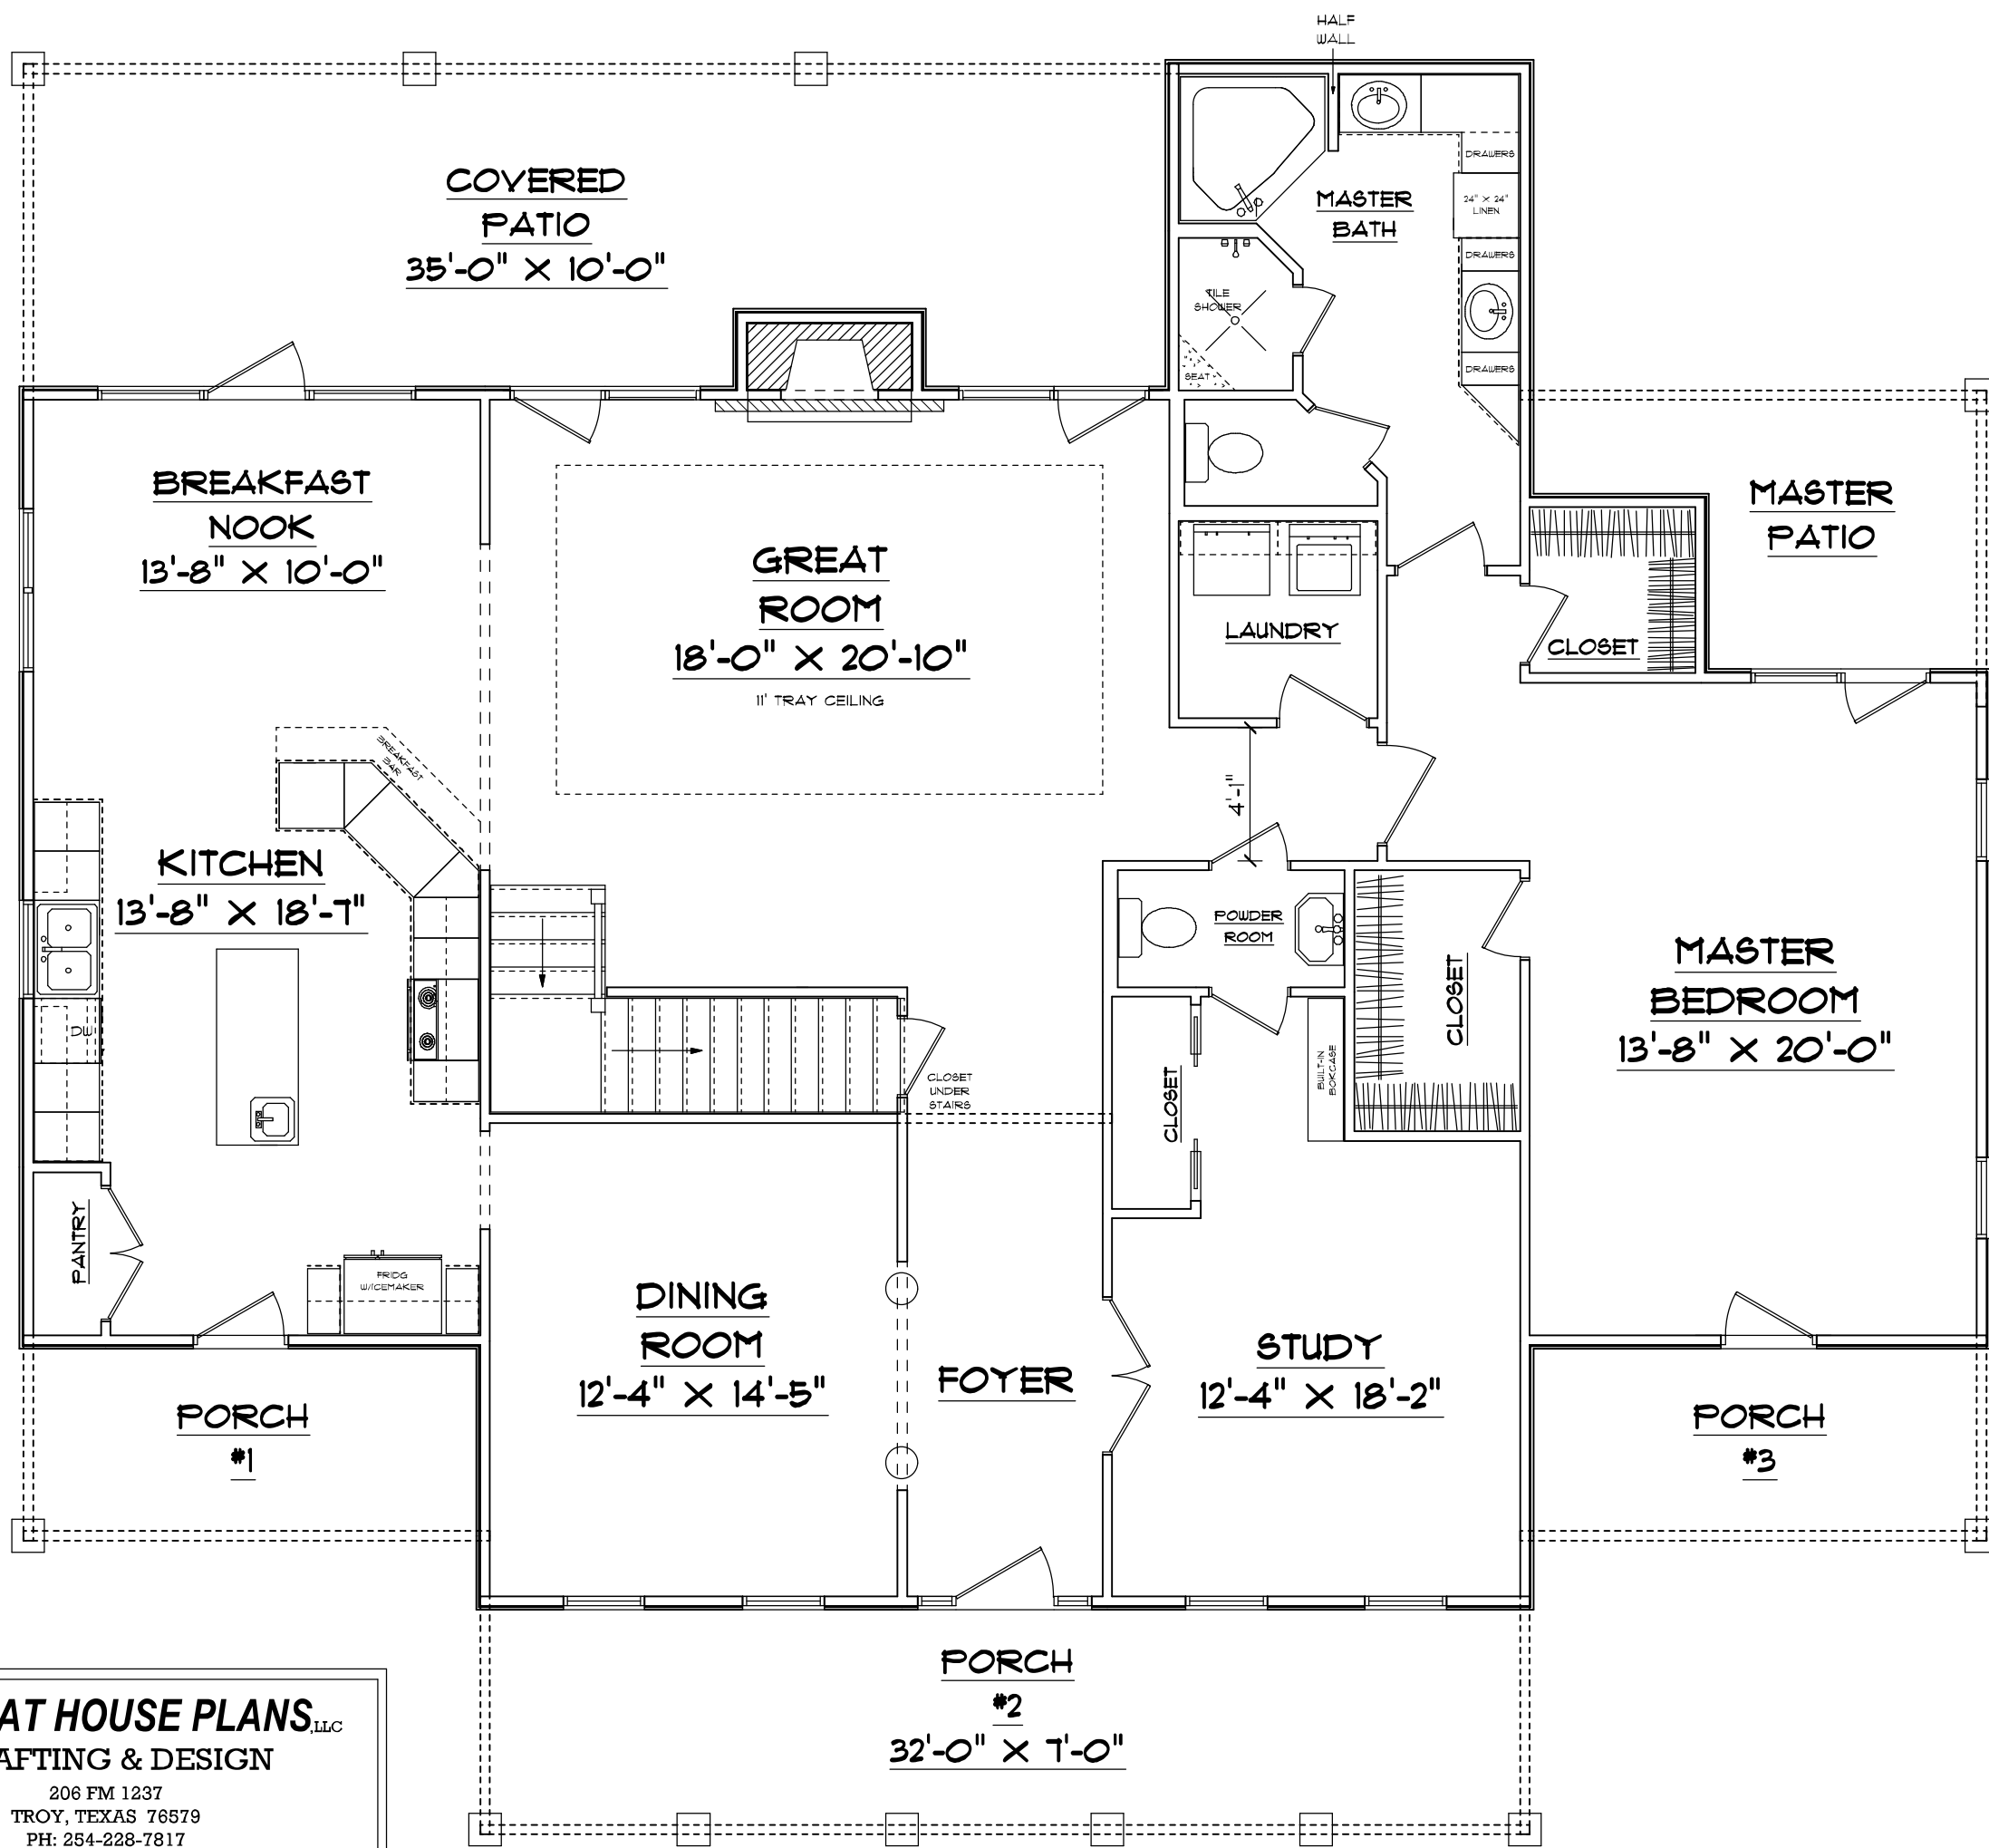 HALF
WALL
COVERED
PATIO
35'-0" X 10'-0"
MASTER
BATH
DRAWERS
24" X 24"
LINEN
DRAWERS
DRAWERS
TILE
SHOWER
SEAT
BREAKFAST
NOOK
13'-8" X 10'-0"
GREAT
ROOM
18'-0" X 20'-10"
11' TRAY CEILING
MASTER
PATIO
LAUNDRY
CLOSET
BREAKFAST
BAR
4'-1"
KITCHEN
13'-8" X 18'-7"
DW
POWDER
ROOM
CLOSET
MASTER
BEDROOM
13'-8" X 20'-0"
CLOSET
UNDER
STAIRS
CLOSET
BUILT-IN
BOKCASE
PANTRY
FRIDG
W/ICEMAKER
DINING
ROOM
12'-4" X 14'-5"
FOYER
STUDY
12'-4" X 18'-2"
PORCH
#1
PORCH
#3
PORCH
#2
32'-0" X 7'-0"
AT HOUSE PLANS,LLC
AFTING & DESIGN
206 FM 1237
TROY, TEXAS 76579
PH: 254-228-7817